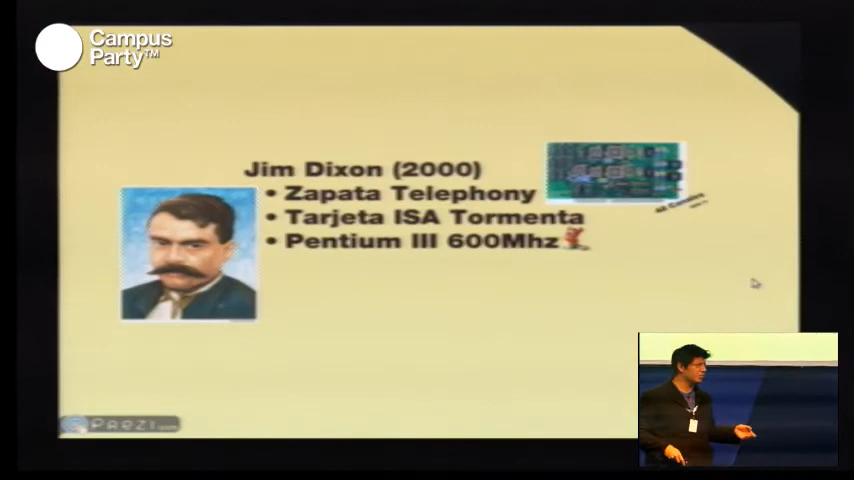 Campus
Party™
Jim Dixon (2000)
• Zapata Telephony
• Tarjeta ISA Tormenta
• Pentium III 600Mhz
Prezi.com